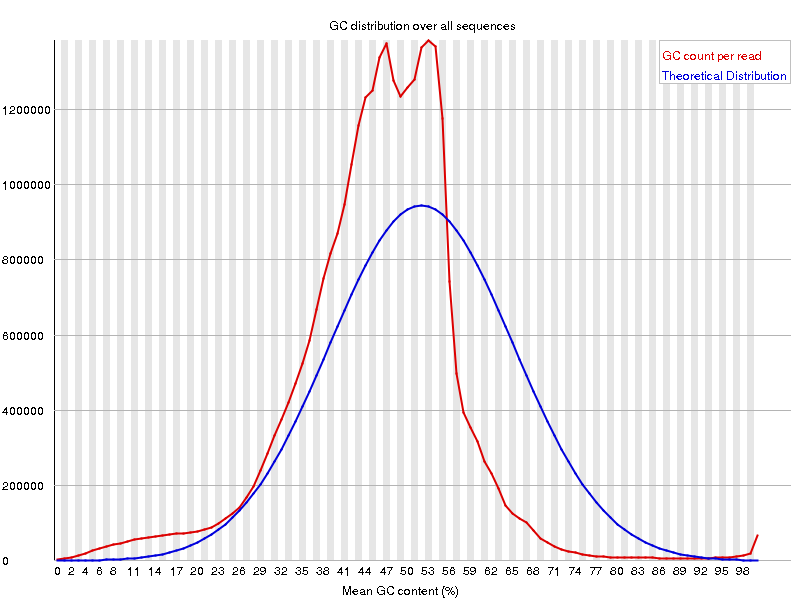 GC distribution over all sequences
GC count per read
Theoretical Distribution
1200000
1000000
800000
600000
400000
200000
0
0 2 4 6 8 11 14 17 20 23 26 29 32 35 38 41 44 47 50 53 56 59 62 65 68 71 74 77 80 83 86 89 92 95 98
Mean GC content (%)